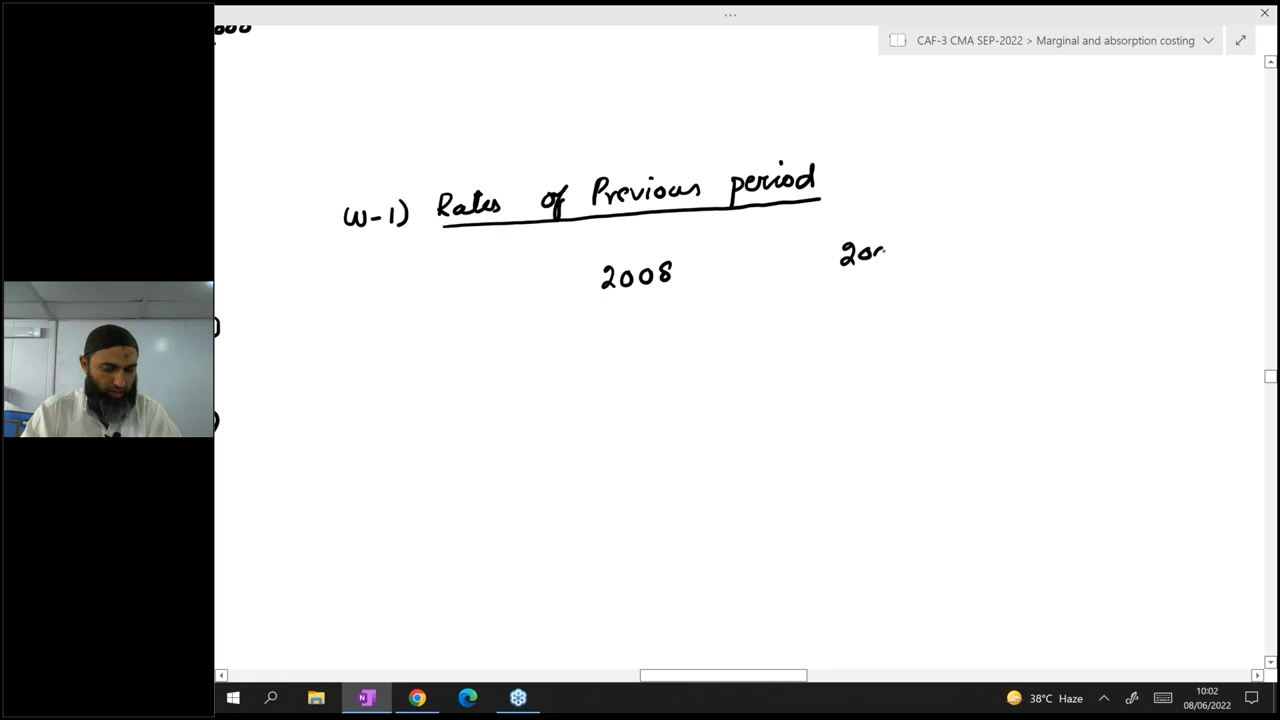 CAF-3 CMA SEP-2022 > Marginal and absorption costing
W-1) Rates of Previous period
2008
38°C Haze
10:02
08/06/2022